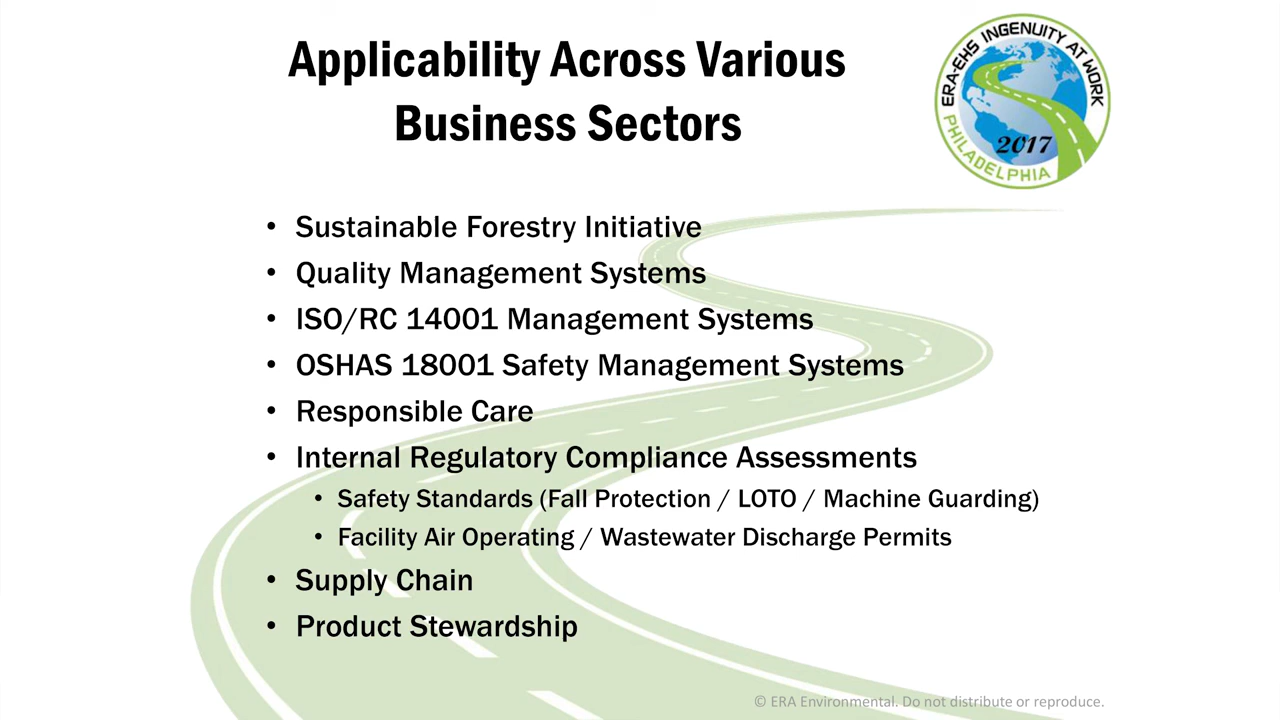 Applicability Across Various
Business Sectors
ERA-EHS INGENUITY AT WORK
2017
PHILADELPHIA
• Sustainable Forestry Initiative
• Quality Management Systems
• ISO/RC 14001 Management Systems
• OSHAS 18001 Safety Management Systems
• Responsible Care
• Internal Regulatory Compliance Assessments
• Safety Standards (Fall Protection / LOTO / Machine Guarding)
• Facility Air Operating / Wastewater Discharge Permits
• Supply Chain
• Product Stewardship
© ERA Environmental. Do not distribute or reproduce.